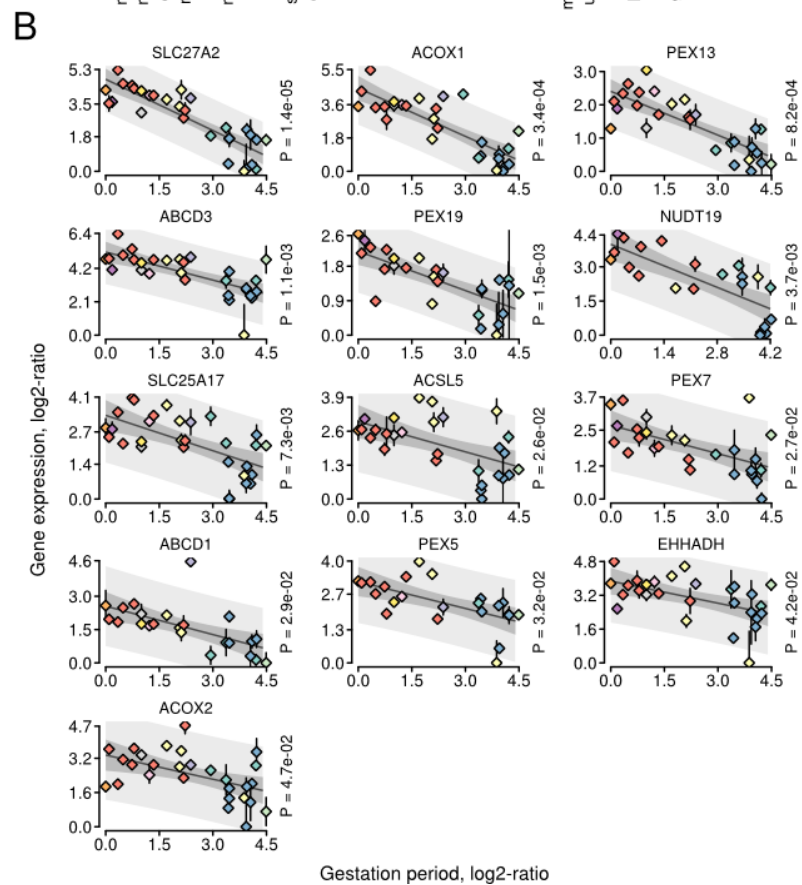 B
SLC27A2
5.3
3.5
1.8
0.0
0.0 1.5 3.0 4.5
P = 1.4e-05
ACOX1
5.5
3.6
1.8
0.0
0.0 1.5 3.0 4.5
P = 3.4e-04
PEX13
3.0
2.0
1.0
0.0
0.0 1.5 3.0 4.5
P = 8.2e-04
ABCD3
6.4
4.2
2.1
0.0
0.0 1.5 3.0 4.5
P = 1.1e-03
PEX19
2.6
1.7
0.9
0.0
0.0 1.5 3.0 4.5
P = 1.5e-03
NUDT19
4.4
3.0
1.5
0.0
0.0 1.4 2.8 4.2
P = 3.7e-03
Gene expression, log2-ratio
SLC25A17
4.1
2.7
1.4
0.0
0.0 1.5 3.0 4.5
P = 7.3e-03
ACSL5
3.9
2.6
1.3
0.0
0.0 1.5 3.0 4.5
P = 2.6e-02
PEX7
3.7
2.5
1.2
0.0
0.0 1.5 3.0 4.5
P = 2.7e-02
ABCD1
4.6
3.0
1.5
0.0
0.0 1.5 3.0 4.5
P = 2.9e-02
PEX5
4.0
2.7
1.3
0.0
0.0 1.5 3.0 4.5
P = 3.2e-02
EHHADH
4.8
3.2
1.6
0.0
0.0 1.5 3.0 4.5
P = 4.2e-02
ACOX2
4.7
3.2
1.6
0.0
0.0 1.5 3.0 4.5
P = 4.7e-02
Gestation period, log2-ratio